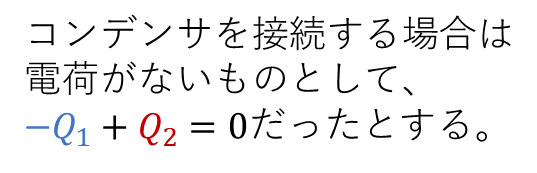 コンデンサを接続する場合は
電荷がないものとして、
−Q₁ + Q₂ = 0だったとする。